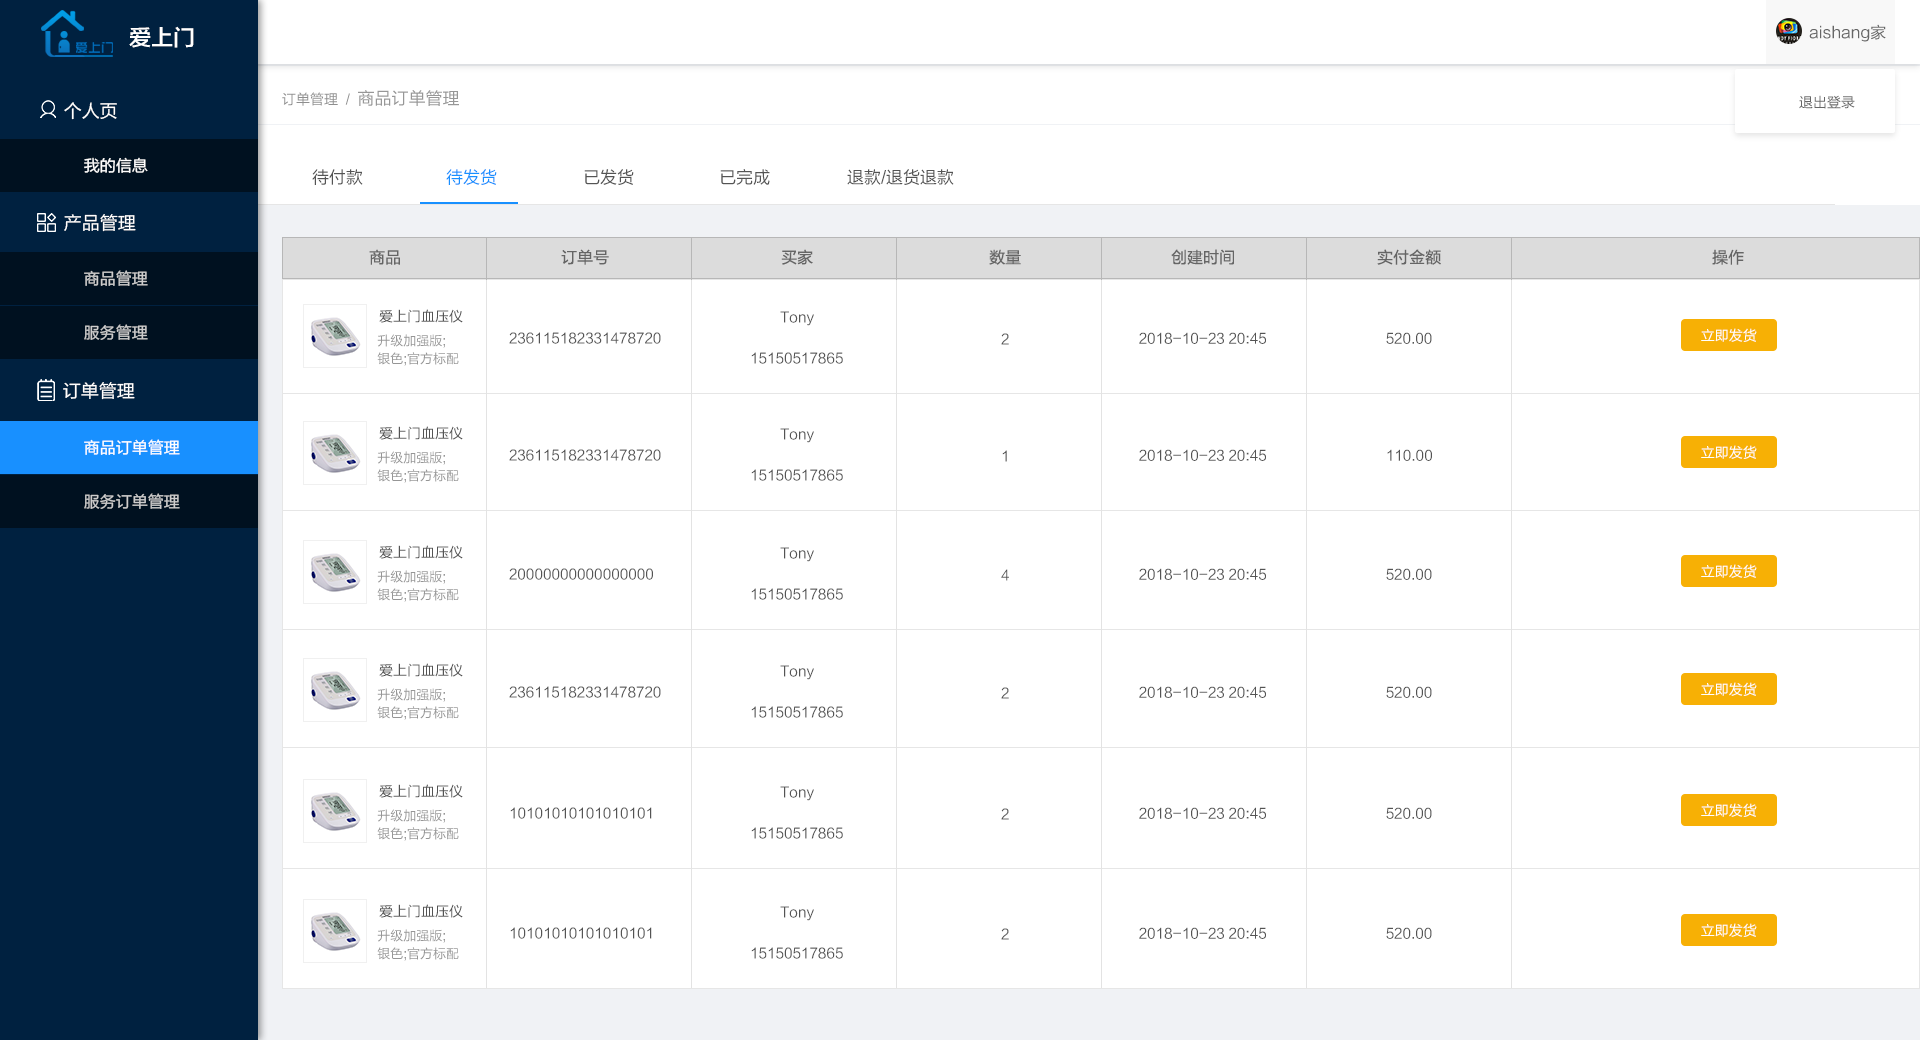 爱上门 爱上门
个人页
我的信息
产品管理
商品管理
服务管理
订单管理
商品订单管理
服务订单管理
aishang家
退出登录
订单管理 / 商品订单管理
待付款 待发货 已发货 已完成 退款/退货退款
商品 订单号 买家 数量 创建时间 实付金额 操作
爱上门血压仪
升级加强版;
银色;官方标配
236115182331478720
Tony
15150517865
2
2018-10-23 20:45
520.00
立即发货
爱上门血压仪
升级加强版;
银色;官方标配
236115182331478720
Tony
15150517865
1
2018-10-23 20:45
110.00
立即发货
爱上门血压仪
升级加强版;
银色;官方标配
20000000000000000
Tony
15150517865
4
2018-10-23 20:45
520.00
立即发货
爱上门血压仪
升级加强版;
银色;官方标配
236115182331478720
Tony
15150517865
2
2018-10-23 20:45
520.00
立即发货
爱上门血压仪
升级加强版;
银色;官方标配
10101010101010101
Tony
15150517865
2
2018-10-23 20:45
520.00
立即发货
爱上门血压仪
升级加强版;
银色;官方标配
10101010101010101
Tony
15150517865
2
2018-10-23 20:45
520.00
立即发货